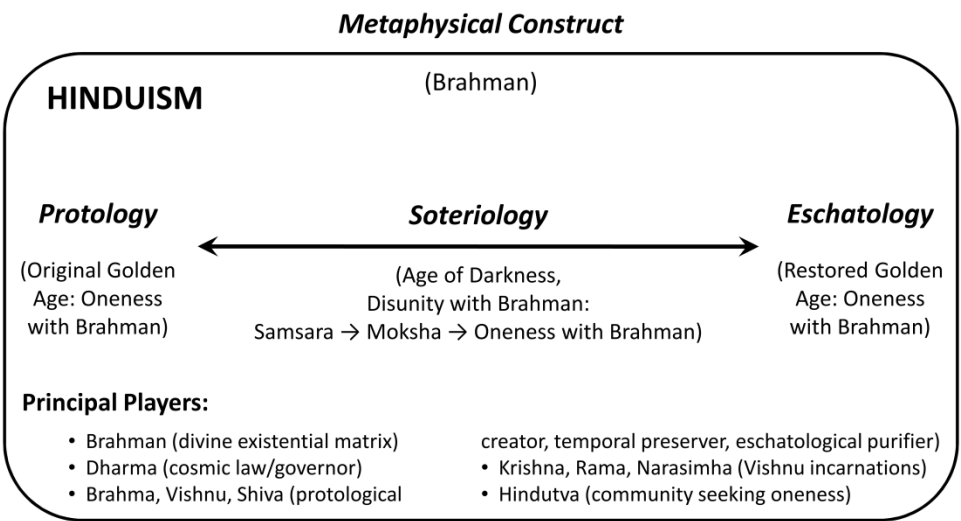 Metaphysical Construct
HINDUISM
(Brahman)
Protology
(Original Golden
Age: Oneness
with Brahman)
Soteriology
(Age of Darkness,
Disunity with Brahman:
Samsara → Moksha → Oneness with Brahman)
Eschatology
(Restored Golden
Age: Oneness
with Brahman)
Principal Players:
• Brahman (divine existential matrix)
• Dharma (cosmic law/governor)
• Brahma, Vishnu, Shiva (protological
creator, temporal preserver, eschatological purifier)
• Krishna, Rama, Narasimha (Vishnu incarnations)
• Hindutva (community seeking oneness)